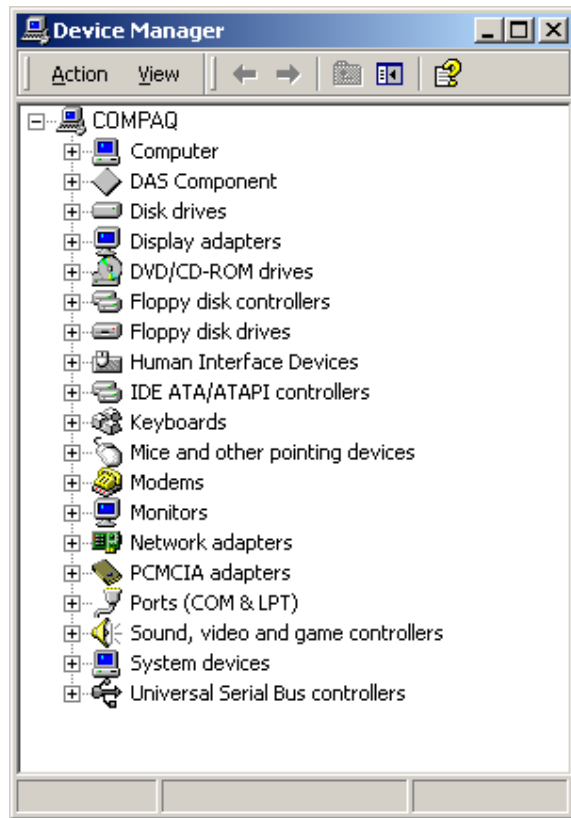 Device Manager
Action View
COMPAQ
Computer
DAS Component
Disk drives
Display adapters
DVD/CD-ROM drives
Floppy disk controllers
Floppy disk drives
Human Interface Devices
IDE ATA/ATAPI controllers
Keyboards
Mice and other pointing devices
Modems
Monitors
Network adapters
PCMCIA adapters
Ports (COM & LPT)
Sound, video and game controllers
System devices
Universal Serial Bus controllers